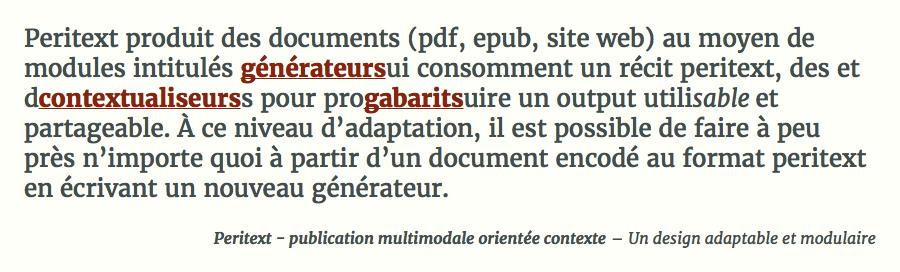 Peritext produit des documents (pdf, epub, site web) au moyen de
modules intitulés générateursui consomment un récit peritext, des et
dcontextualiseurss pour progabaritsuire un output utilisable et
partageable. À ce niveau d’adaptation, il est possible de faire à peu
près n’importe quoi à partir d’un document encodé au format peritext
en écrivant un nouveau générateur.
Peritext - publication multimodale orientée contexte – Un design adaptable et modulaire